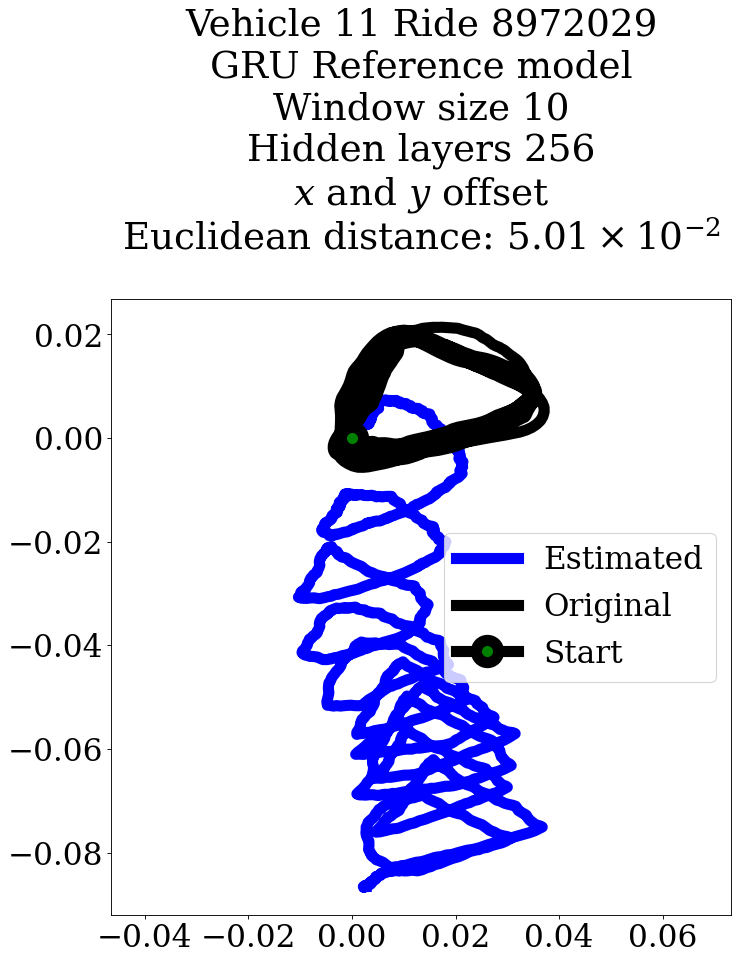 Vehicle 11 Ride 8972029
GRU Reference model
Window size 10
Hidden layers 256
x and y offset
Euclidean distance: 5.01 × 10⁻²
0.02
0.00
−0.02
−0.04
−0.06
−0.08
Estimated
Original
Start
−0.04 −0.02 0.00 0.02 0.04 0.06